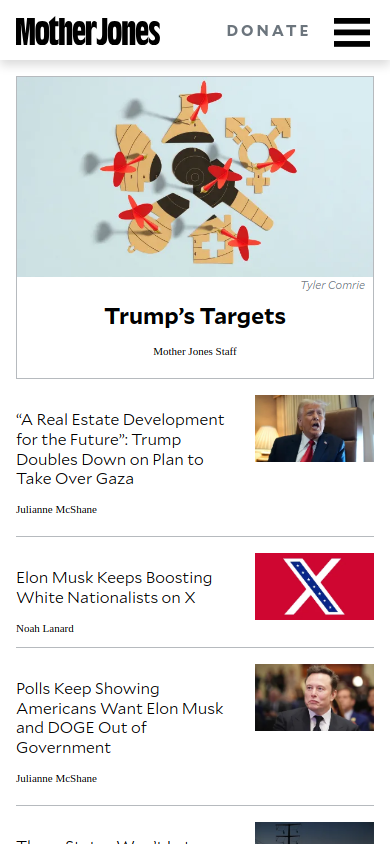 Mother Jones
DONATE
Tyler Comrie
Trump’s Targets
Mother Jones Staff
“A Real Estate Development
for the Future”: Trump
Doubles Down on Plan to
Take Over Gaza
Julianne McShane
Elon Musk Keeps Boosting
White Nationalists on X
Noah Lanard
Polls Keep Showing
Americans Want Elon Musk
and DOGE Out of
Government
Julianne McShane